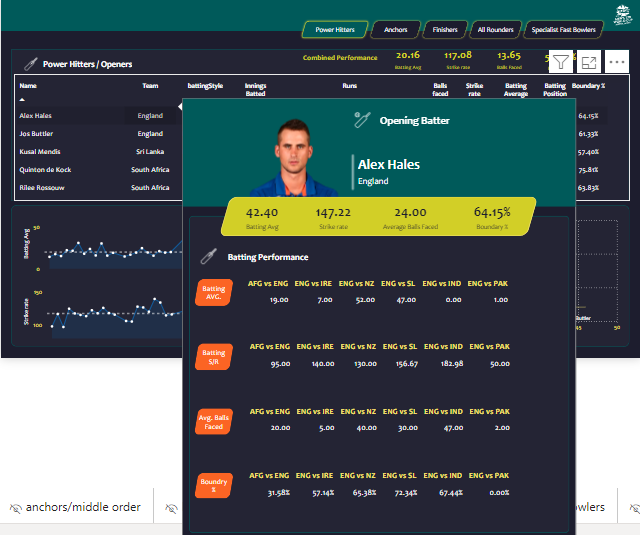 Power Hitters Anchors Finishers All Rounders Specialist Fast Bowlers
Power Hitters / Openers
Combined Performance 20.16 117.08 13.65
Batting Avg Strike rate Balls Faced
Name Team battingStyle Innings Batted Runs Balls faced Strike rate Batting Average Batting Position Boundary %
Alex Hales England 64.15%
Jos Buttler England 61.33%
Kusal Mendis Sri Lanka 57.40%
Quinton de Kock South Africa 75.81%
Rilee Rossouw South Africa 63.83%
Opening Batter
Alex Hales
England
42.40 147.22 24.00 64.15%
Batting Avg Strike rate Average Balls Faced Boundary %
Batting Avg
50
0
Strike rate
150
100
45 50
Batting Performance
AFG vs ENG ENG vs IRE ENG vs NZ ENG vs SL ENG vs IND ENG vs PAK
Batting AVG.
19.00 7.00 52.00 47.00 0.00 1.00
AFG vs ENG ENG vs IRE ENG vs NZ ENG vs SL ENG vs IND ENG vs PAK
Batting S/R
95.00 140.00 130.00 156.67 182.98 50.00
AFG vs ENG ENG vs IRE ENG vs NZ ENG vs SL ENG vs IND ENG vs PAK
Avg. Balls Faced
20.00 5.00 40.00 30.00 47.00 2.00
AFG vs ENG ENG vs IRE ENG vs NZ ENG vs SL ENG vs IND ENG vs PAK
Boundry %
31.58% 57.14% 65.38% 72.34% 67.44% 0.00%
anchors/middle order
owlers